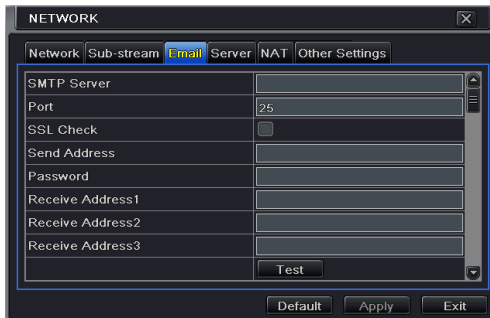 NETWORK
Network Sub-stream Email Server NAT Other Settings
SMTP Server
Port 25
SSL Check
Send Address
Password
Receive Address1
Receive Address2
Receive Address3
Test
Default Apply Exit